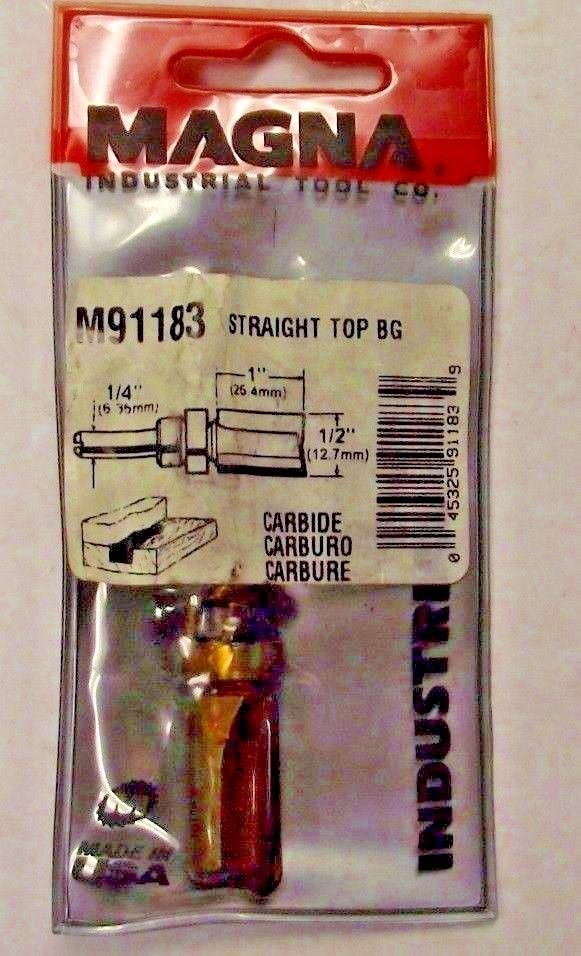 MAGNA
INDUSTRIAL TOOL CO.
M91183 STRAIGHT TOP BG
1"
(25.4mm)
1/4"
(6.35mm)
1/2"
(12.7mm)
CARBIDE
CARBURO
CARBURE
0 45325 91183 9
INDUSTRI
MADE IN
USA